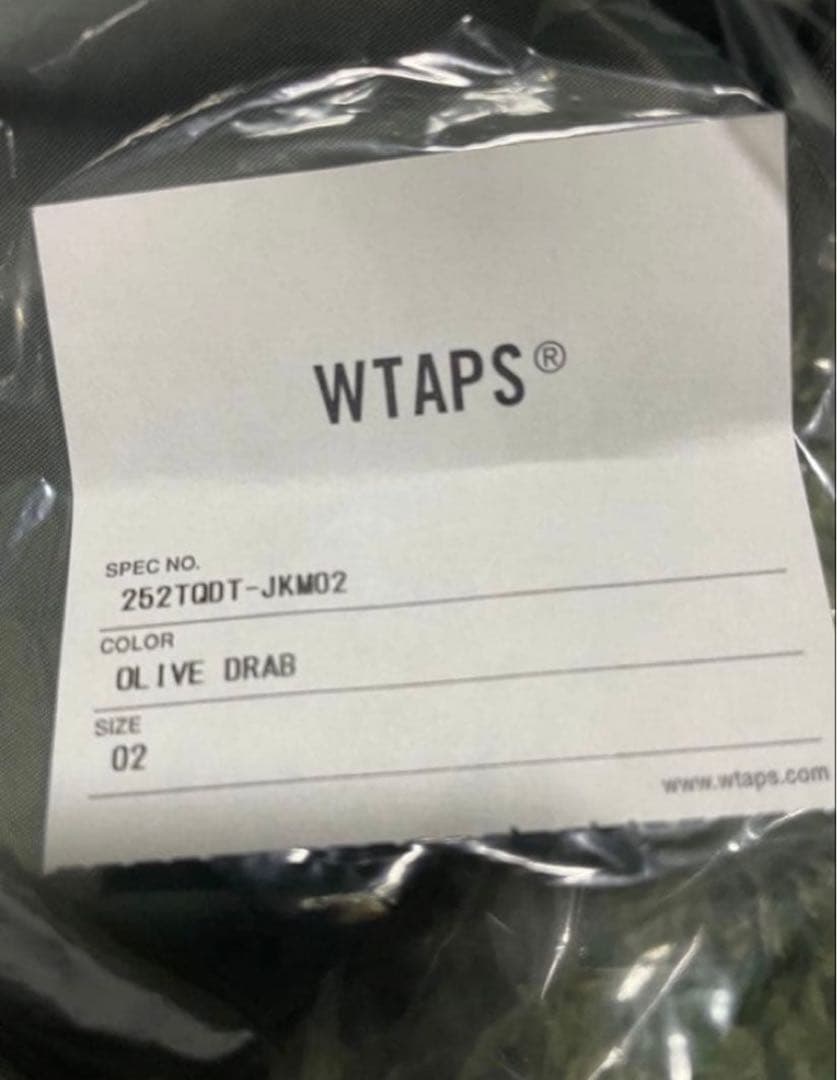 WTAPS®
SPEC NO.
252TQDT-JKM02
COLOR
OLIVE DRAB
SIZE
02
www.wtaps.com